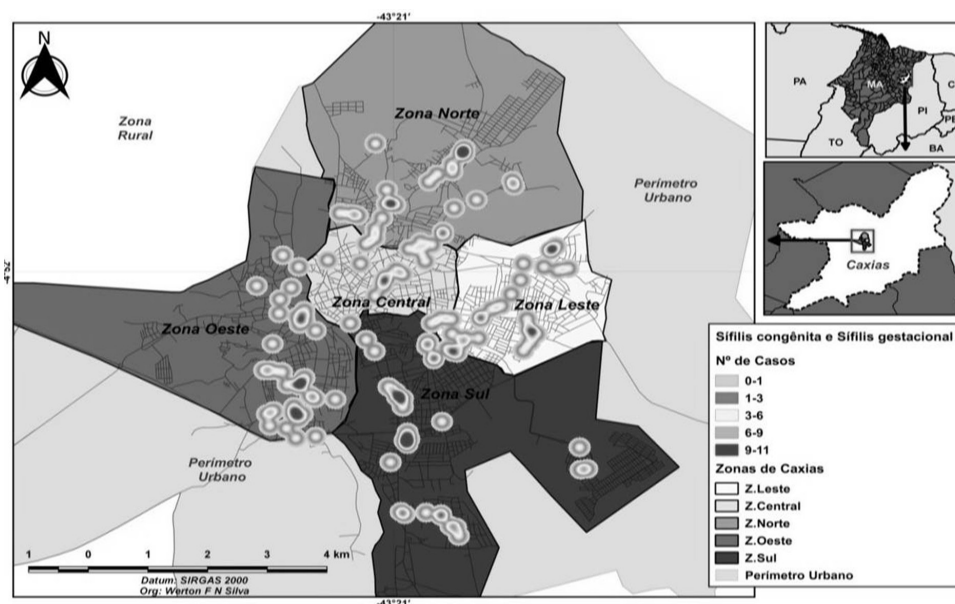 -43°21'
N
Zona
Rural
Zona Norte
Perímetro
Urbano
-4°52'
Zona Central
Zona Leste
Zona Oeste
Zona Sul
Perímetro
Urbano
1 0 1 2 3 4 km
Datum: SIRGAS 2000
Org: Werton F N Silva
-43°21'
PA
MA
PI
TO
BA
Caxias
Sífilis congênita e Sífilis gestacional
Nº de Casos
0-1
1-3
3-6
6-9
9-11
Zonas de Caxias
Z.Leste
Z.Central
Z.Norte
Z.Oeste
Z.Sul
Perímetro Urbano